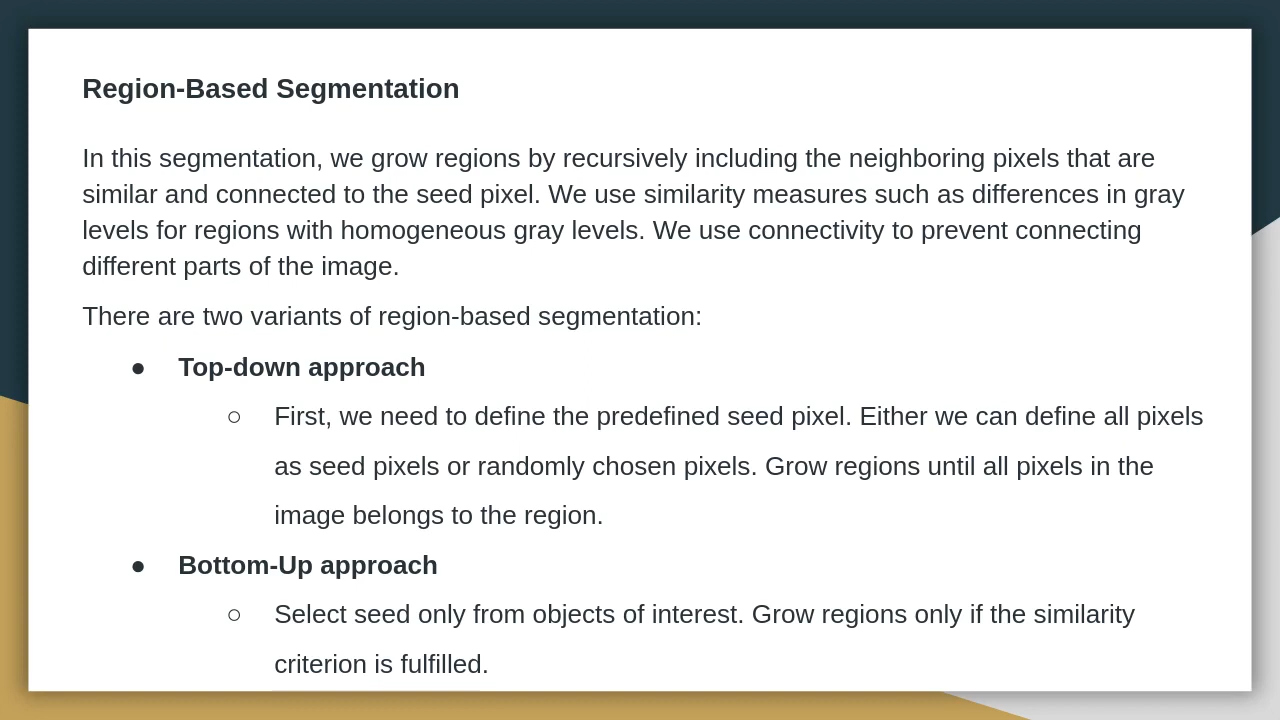 Region-Based Segmentation
In this segmentation, we grow regions by recursively including the neighboring pixels that are
similar and connected to the seed pixel. We use similarity measures such as differences in gray
levels for regions with homogeneous gray levels. We use connectivity to prevent connecting
different parts of the image.
There are two variants of region-based segmentation:
● Top-down approach
○ First, we need to define the predefined seed pixel. Either we can define all pixels
as seed pixels or randomly chosen pixels. Grow regions until all pixels in the
image belongs to the region.
● Bottom-Up approach
○ Select seed only from objects of interest. Grow regions only if the similarity
criterion is fulfilled.